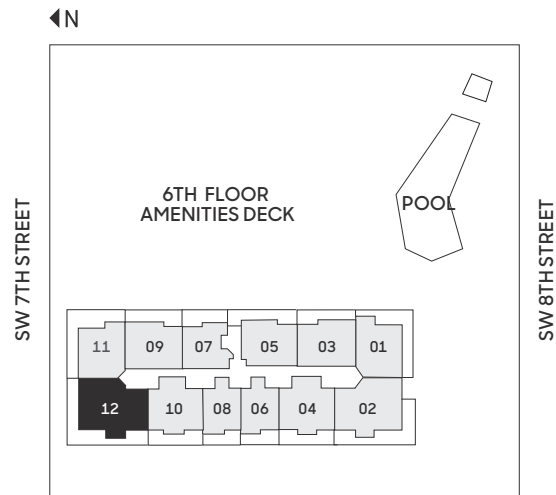 N
6TH FLOOR
AMENITIES DECK
POOL
SW 7TH STREET
SW 8TH STREET
11 09 07 05 03 01
12 10 08 06 04 02